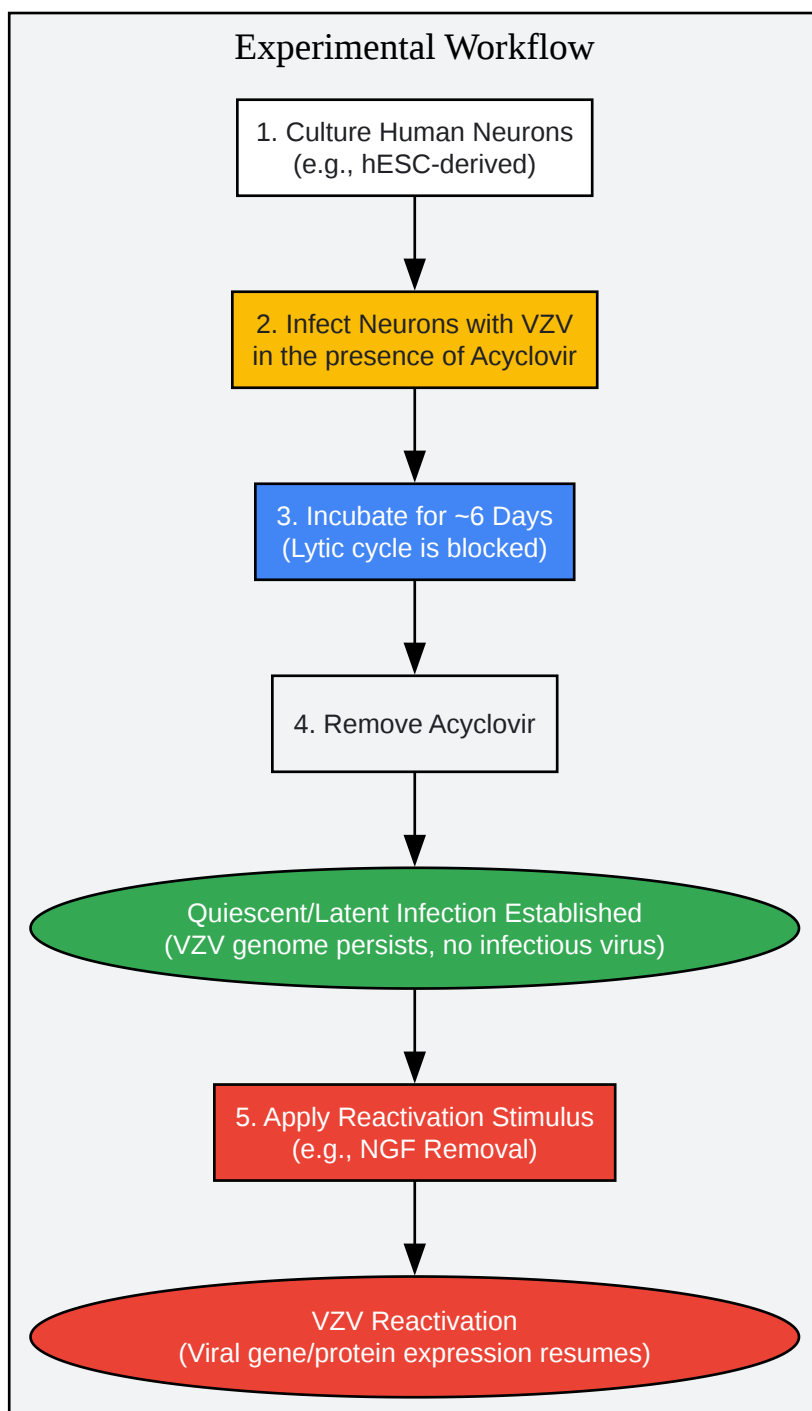 Experimental Workflow
1. Culture Human Neurons
(e.g., hESC-derived)
2. Infect Neurons with VZV
in the presence of Acyclovir
3. Incubate for ~6 Days
(Lytic cycle is blocked)
4. Remove Acyclovir
Quiescent/Latent Infection Established
(VZV genome persists, no infectious virus)
5. Apply Reactivation Stimulus
(e.g., NGF Removal)
VZV Reactivation
(Viral gene/protein expression resumes)